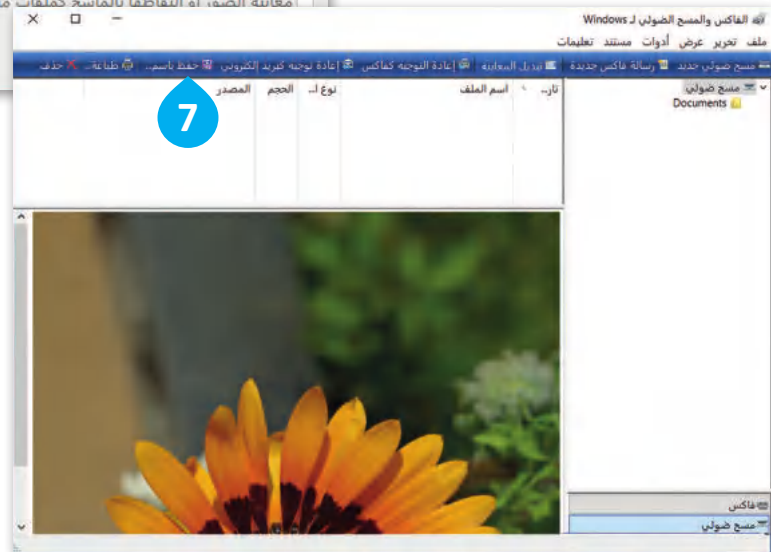 معاينة الصور أو التقاطها بالماسح كملفات
الفاكس والمسح الضوئي لـ Windows
ملف تحرير عرض أدوات مستند تعليمات
مسح ضوئي جديد رسالة فاكس جديدة تبديل المعاينة إعادة التوجيه كفاكس إعادة توجيه كبريد إلكتروني حفظ باسم... طباعة... حذف
مسح ضوئي
Documents
تار... اسم الملف نوع ا... الحجم المصدر
7
فاكس
مسح ضوئي